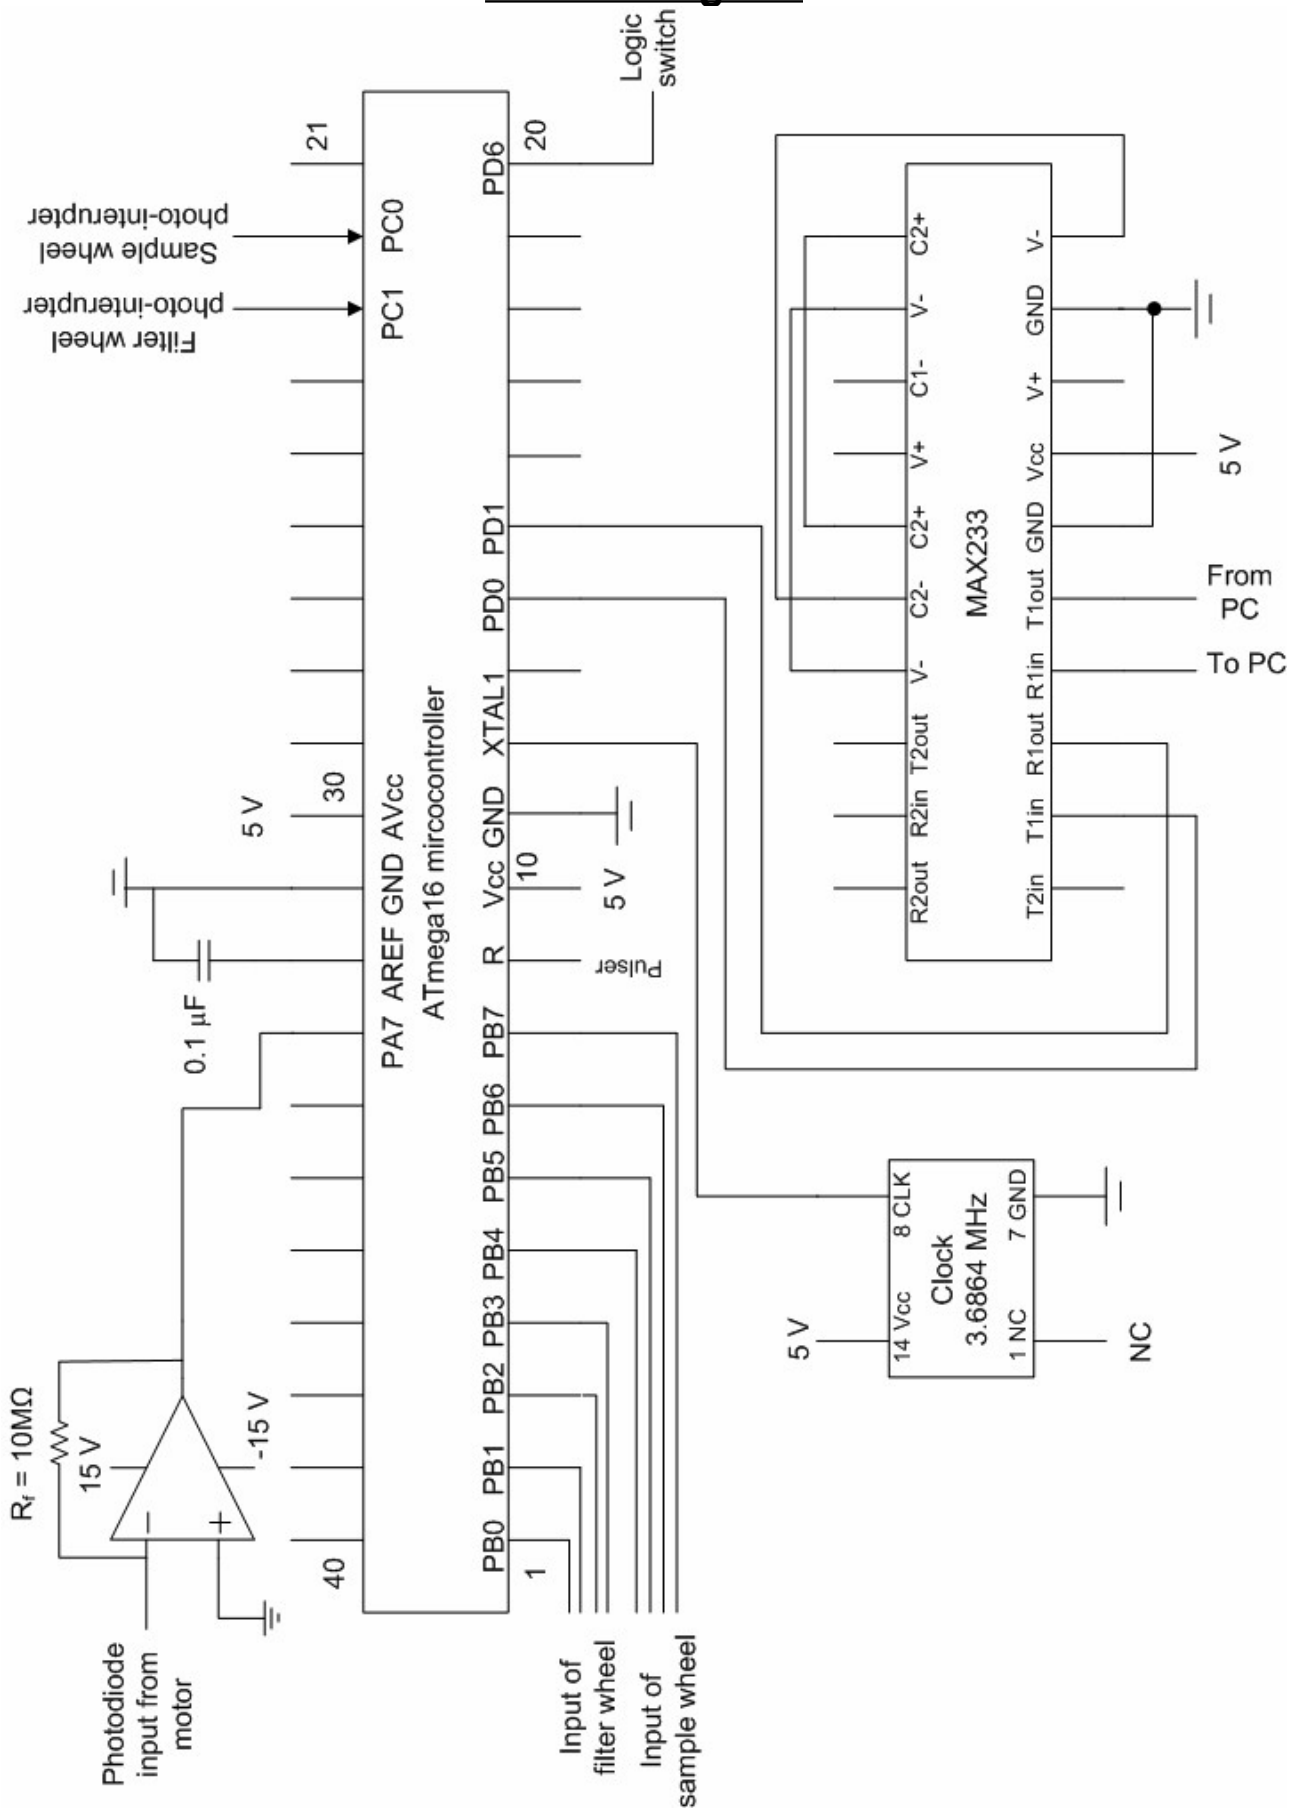 Logic
switch
21
20
PD6
Sample wheel
photo-interupter
PC0
Filter wheel
photo-interupter
PC1
PD1
PD0
XTAL1
30
5 V
PA7 AREF GND AVcc
ATmega16 mircocontroller
GND
Vcc
10
5 V
R
Pulser
0.1 µF
PB7
PB6
PB5
PB4
PB3
PB2
PB1
PB0
40
1
Rf = 10MΩ
15 V
-15 V
−
+
Photodiode
input from
motor
Input of
filter wheel
Input of
sample wheel
C2+
V-
C1-
V+
C2+
C2-
V-
T2out
R2in
R2out
MAX233
V-
GND
V+
Vcc
GND
T1out
R1in
R1out
T1in
T2in
5 V
From
PC
To PC
8 CLK
14 Vcc
Clock
3.6864 MHz
7 GND
1 NC
5 V
NC